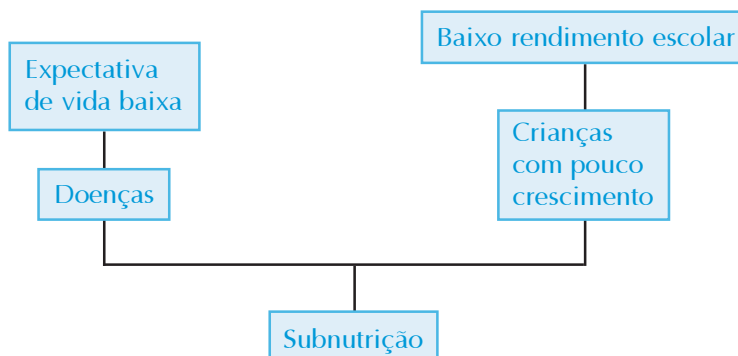 Baixo rendimento escolar
Expectativa
de vida baixa
Crianças
com pouco
crescimento
Doenças
Subnutrição